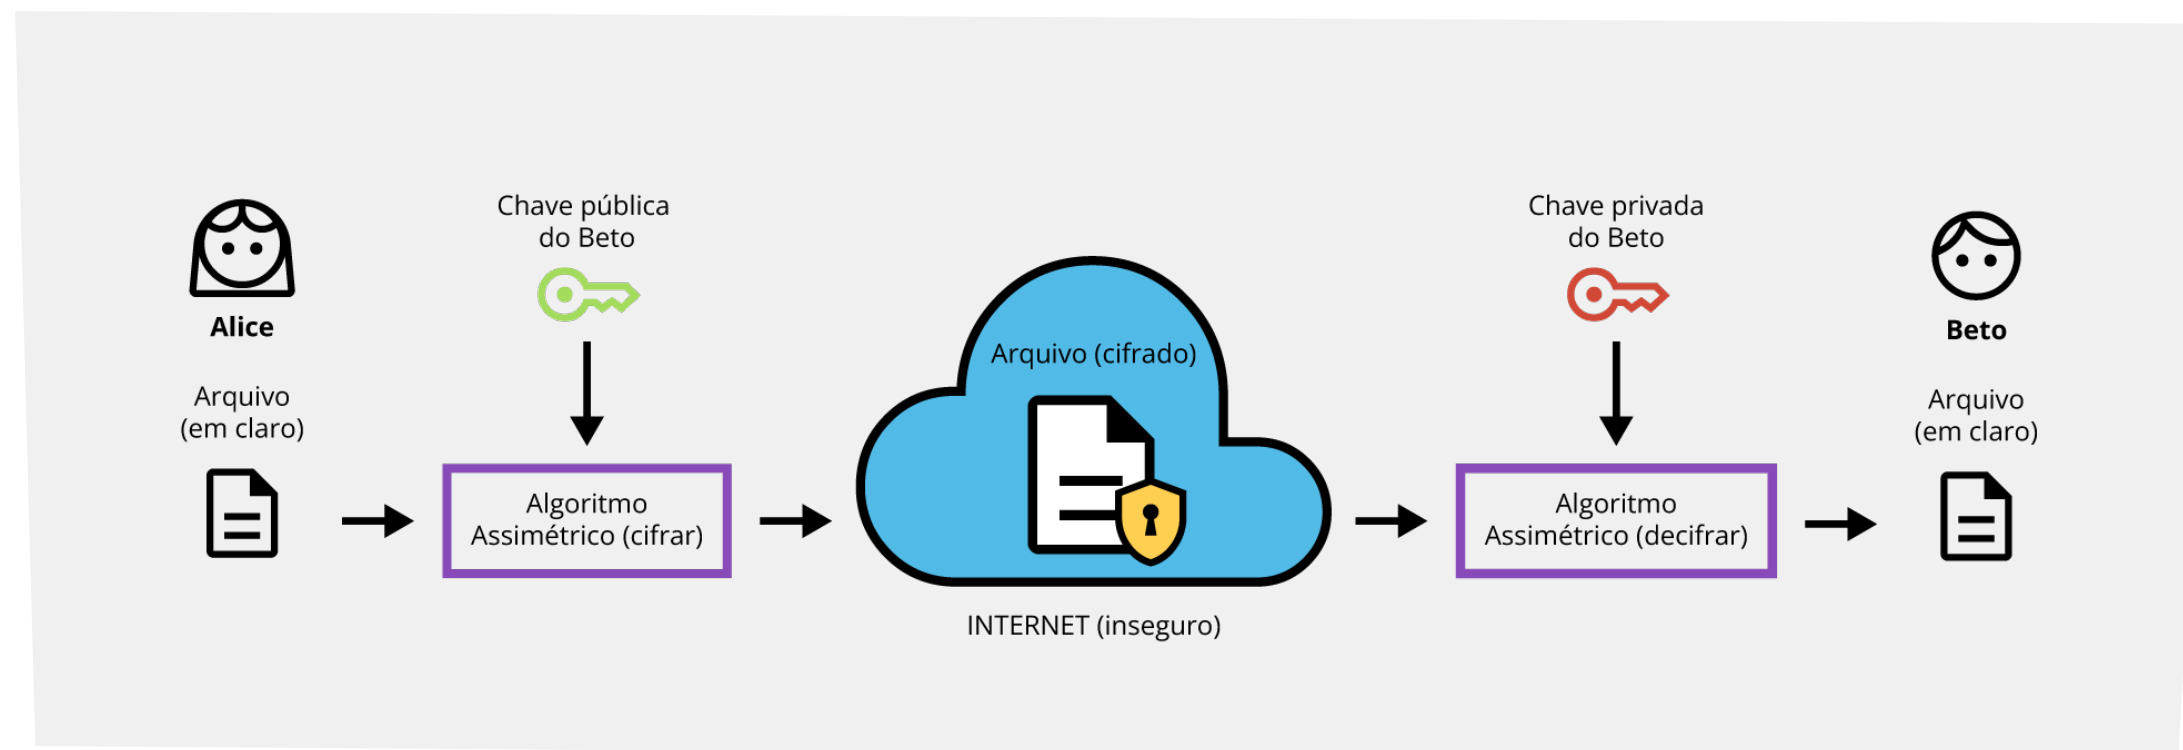 Alice
Arquivo
(em claro)
Chave pública
do Beto
Algoritmo
Assimétrico (cifrar)
Arquivo (cifrado)
INTERNET (inseguro)
Chave privada
do Beto
Algoritmo
Assimétrico (decifrar)
Beto
Arquivo
(em claro)